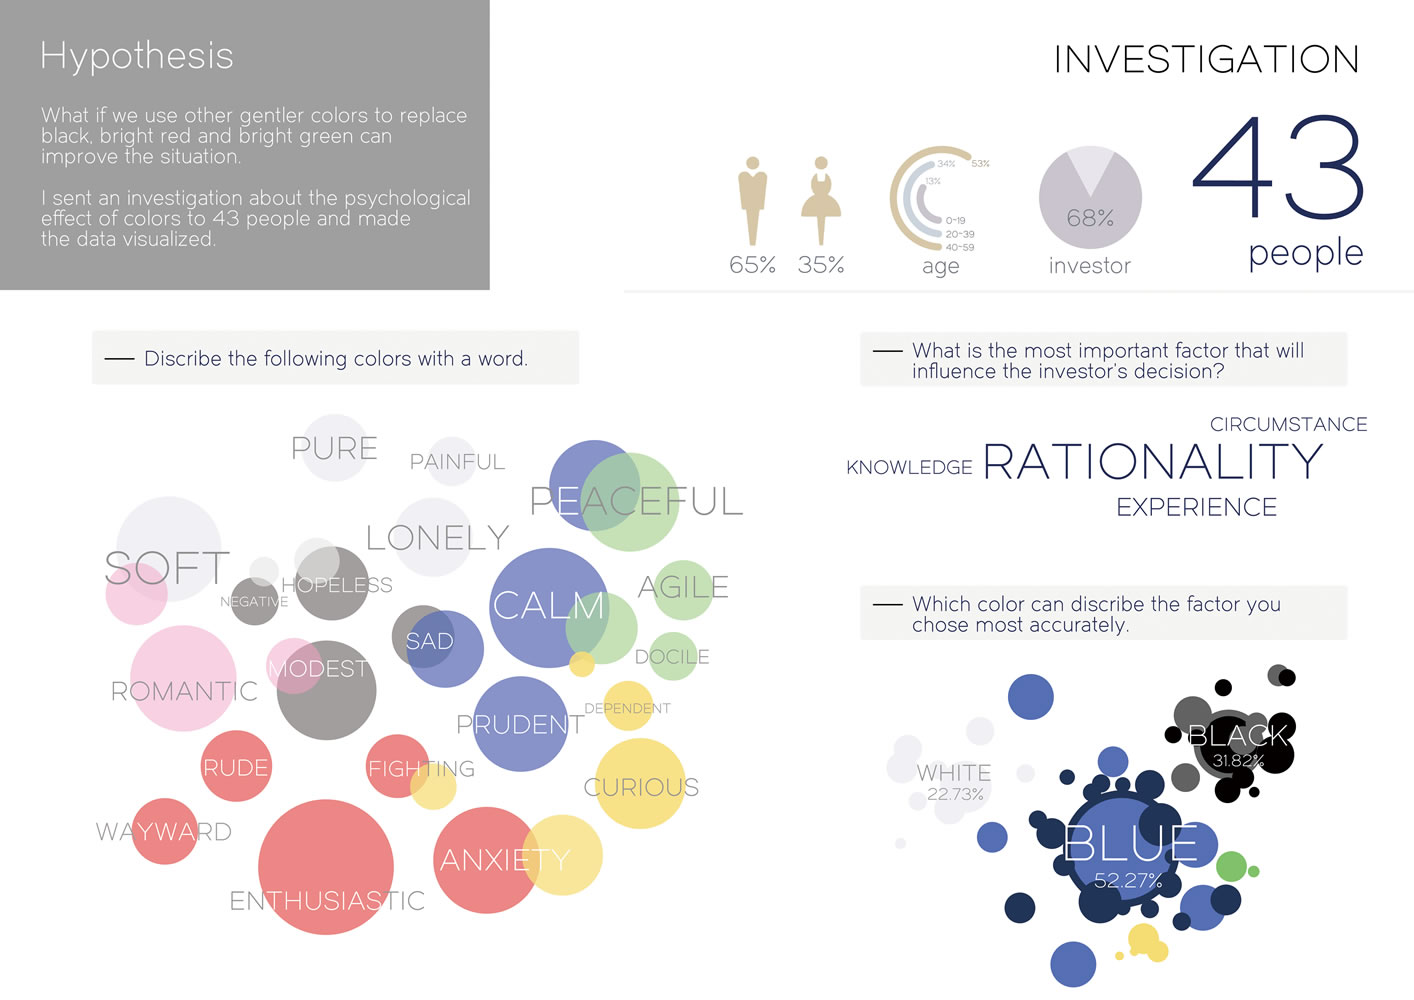 Hypothesis
What if we use other gentler colors to replace
black, bright red and bright green can
improve the situation.
I sent an investigation about the psychological
effect of colors to 43 people and made
the data visualized.
INVESTIGATION
43
people
65%
35%
34%
53%
13%
0-19
20-39
40-59
age
68%
investor
Discribe the following colors with a word.
PURE
PAINFUL
PEACEFUL
LONELY
SOFT
HOPELESS
NEGATIVE
CALM
AGILE
SAD
DOCILE
MODEST
ROMANTIC
DEPENDENT
PRUDENT
RUDE
FIGHTING
CURIOUS
WAYWARD
ANXIETY
ENTHUSIASTIC
What is the most important factor that will
influence the investor's decision?
CIRCUMSTANCE
KNOWLEDGE RATIONALITY
EXPERIENCE
Which color can discribe the factor you
chose most accurately.
BLACK
31.82%
WHITE
22.73%
BLUE
52.27%